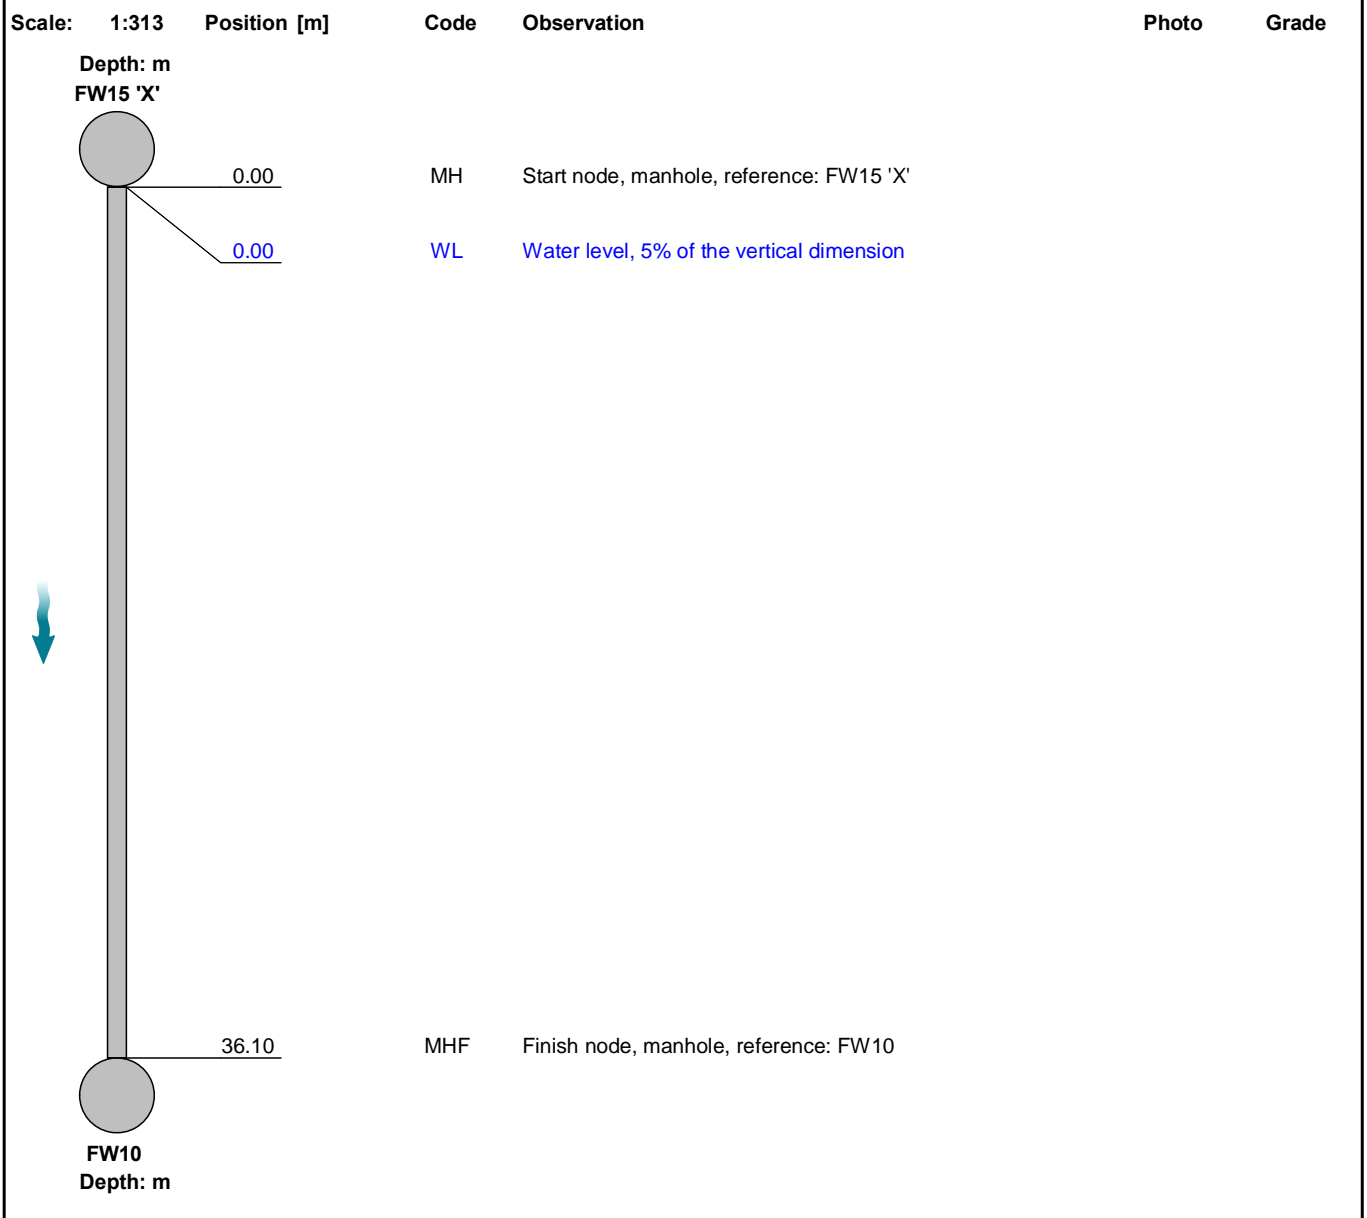 Scale: 1:313 Position [m] Code Observation Photo Grade
Depth: m
FW15 'X'
0.00 MH Start node, manhole, reference: FW15 'X'
0.00 WL Water level, 5% of the vertical dimension
36.10 MHF Finish node, manhole, reference: FW10
FW10
Depth: m